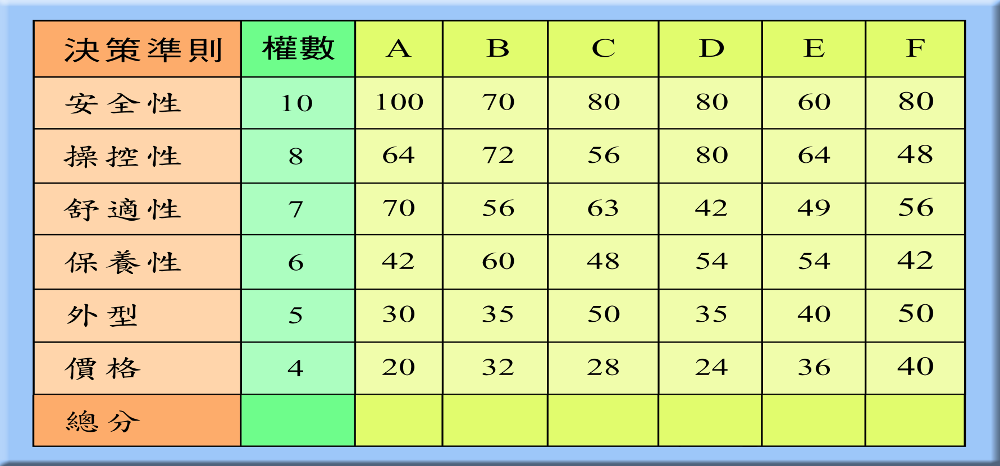 決策準則 權數 A B C D E F
安全性 10 100 70 80 80 60 80
操控性 8 64 72 56 80 64 48
舒適性 7 70 56 63 42 49 56
保養性 6 42 60 48 54 54 42
外型 5 30 35 50 35 40 50
價格 4 20 32 28 24 36 40
總分